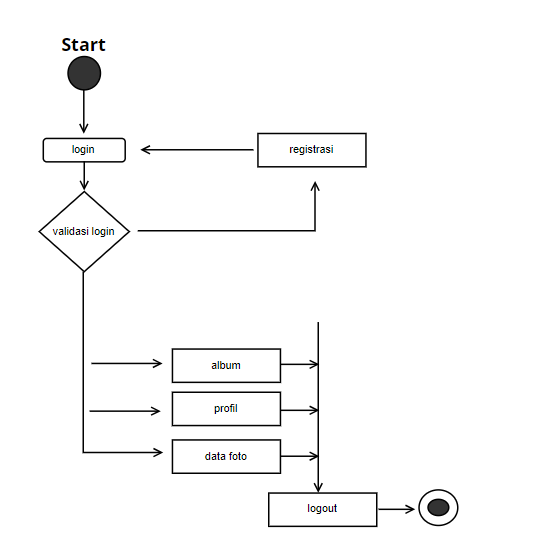 Start
login
registrasi
validasi login
album
profil
data foto
logout